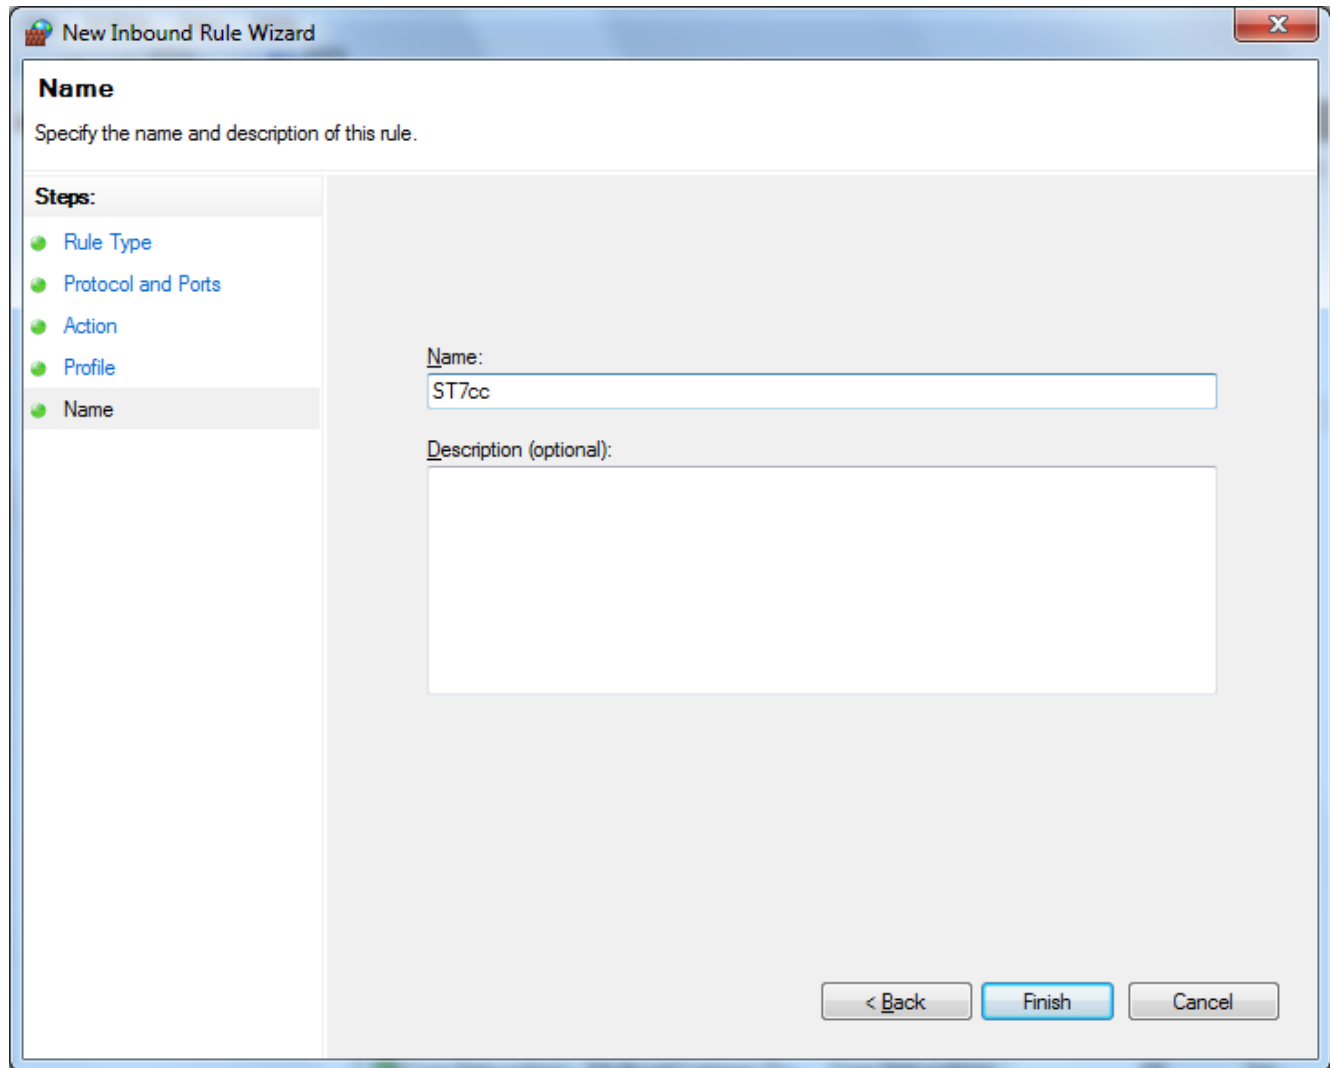 New Inbound Rule Wizard
Name
Specify the name and description of this rule.
Steps:
Rule Type
Protocol and Ports
Action
Profile
Name
Name:
ST7cc
Description (optional):
< Back
Finish
Cancel